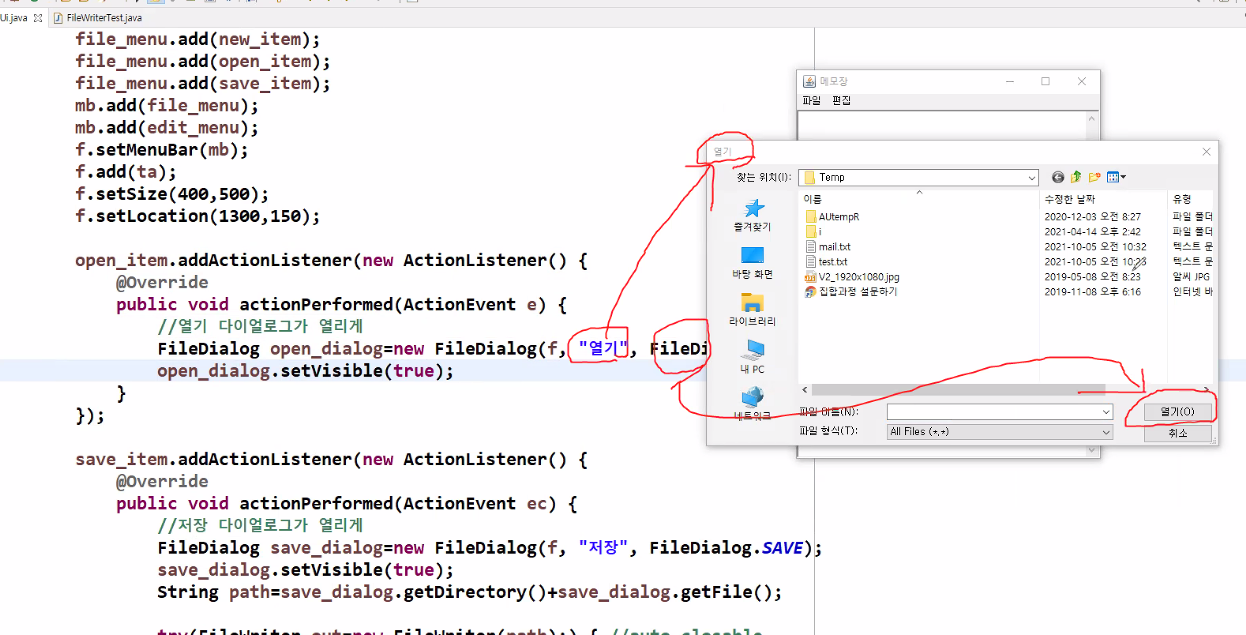 Ui.java
FileWriterTest.java
file_menu.add(new_item);
file_menu.add(open_item);
file_menu.add(save_item);
mb.add(file_menu);
mb.add(edit_menu);
f.setMenuBar(mb);
f.add(ta);
f.setSize(400,500);
f.setLocation(1300,150);
open_item.addActionListener(new ActionListener() {
@Override
public void actionPerformed(ActionEvent e) {
//열기 다이얼로그가 열리게
FileDialog open_dialog=new FileDialog(f, "열기", FileDi
open_dialog.setVisible(true);
}
});
save_item.addActionListener(new ActionListener() {
@Override
public void actionPerformed(ActionEvent ec) {
//저장 다이얼로그가 열리게
FileDialog save_dialog=new FileDialog(f, "저장", FileDialog.SAVE);
save_dialog.setVisible(true);
String path=save_dialog.getDirectory()+save_dialog.getFile();
try(FileWriter out=new FileWriter(path);) { //auto closable
메모장
파일 편집
열기
찾는 위치(I): Temp
이름 수정한 날짜 유형
AUtempR 2020-12-03 오전 8:27 파일 폴더
i 2021-04-14 오후 2:42 파일 폴더
mail.txt 2021-10-05 오전 10:32 텍스트 문
test.txt 2021-10-05 오전 텍스트 문
V2_1920x1080.jpg 2019-05-08 오전 8:23 알씨 JPG
집합과정 설문하기 2019-11-08 오후 6:16 인터넷 바
즐겨찾기
바탕 화면
라이브러리
내 PC
네트워크
파일 이름(N): 열기(O)
파일 형식(T): All Files (*.*) 취소